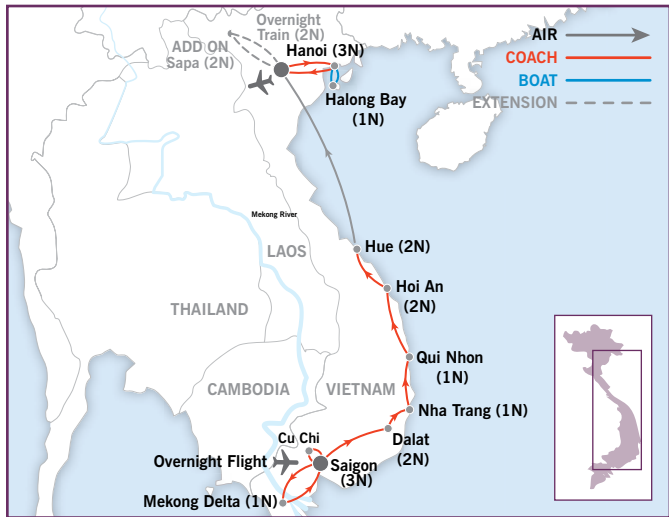 Overnight
Train (2N)
ADD ON
Sapa (2N)
Hanoi (3N)
Halong Bay
(1N)
AIR
COACH
BOAT
EXTENSION
Mekong River
LAOS
Hue (2N)
Hoi An
(2N)
THAILAND
Qui Nhon
(1N)
CAMBODIA
VIETNAM
Nha Trang (1N)
Dalat
(2N)
Cu Chi
Overnight Flight
Saigon
(3N)
Mekong Delta (1N)